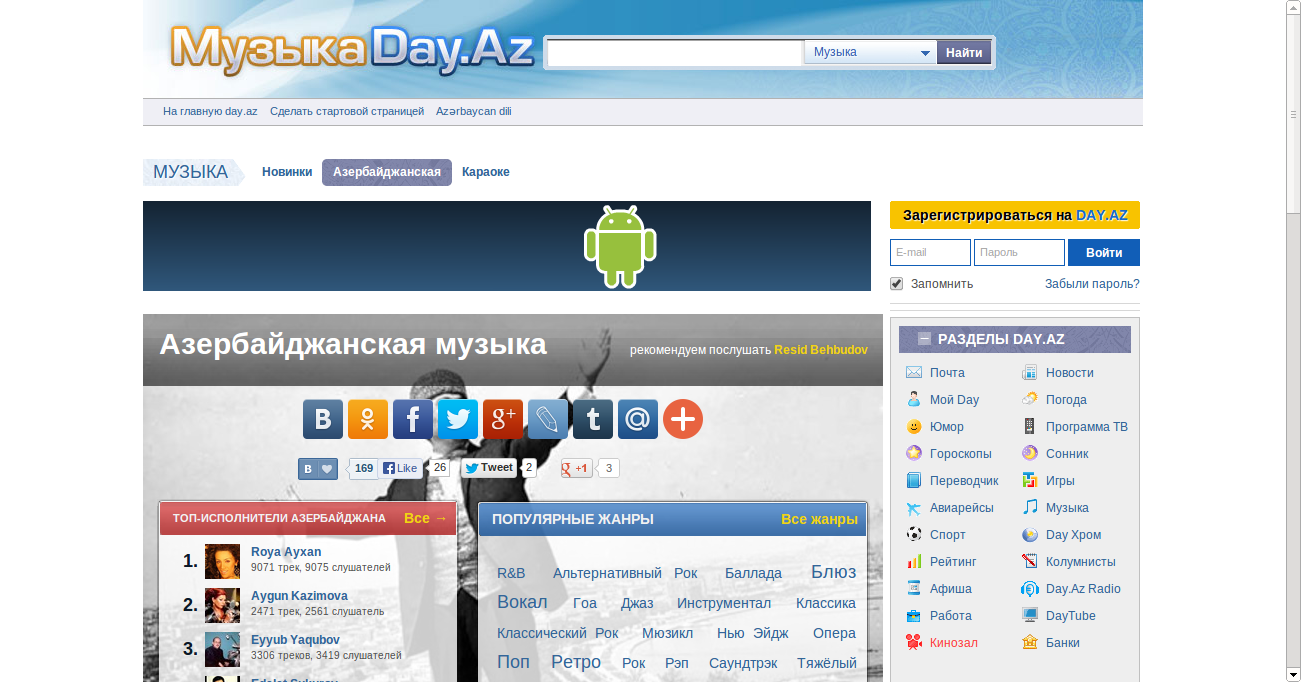 МузыкаDay.Az
Музыка
Найти
На главную day.az Сделать стартовой страницей Azərbaycan dili
МУЗЫКА Новинки Азербайджанская Караоке
Зарегистрироваться на DAY.AZ
E-mail Пароль Войти
Запомнить Забыли пароль?
Азербайджанская музыка
рекомендуем послушать Resid Behbudov
B 169 Like 26 Tweet 2 g +1 3
ТОП-ИСПОЛНИТЕЛИ АЗЕРБАЙДЖАНА Все →
1. Roya Ayxan
9071 трек, 9075 слушателей
2. Aygun Kazimova
2471 трек, 2561 слушатель
3. Eyyub Yaqubov
3306 треков, 3419 слушателей
ПОПУЛЯРНЫЕ ЖАНРЫ Все жанры
R&B Альтернативный Рок Баллада Блюз
Вокал Гоа Джаз Инструментал Классика
Классический Рок Мюзикл Нью Эйдж Опера
Поп Ретро Рок Рэп Саундтрэк Тяжёлый
РАЗДЕЛЫ DAY.AZ
Почта Новости
Мой Day Погода
Юмор Программа ТВ
Гороскопы Сонник
Переводчик Игры
Авиарейсы Музыка
Спорт Day Хром
Рейтинг Колумнисты
Афиша Day.Az Radio
Работа DayTube
Кинозал Банки